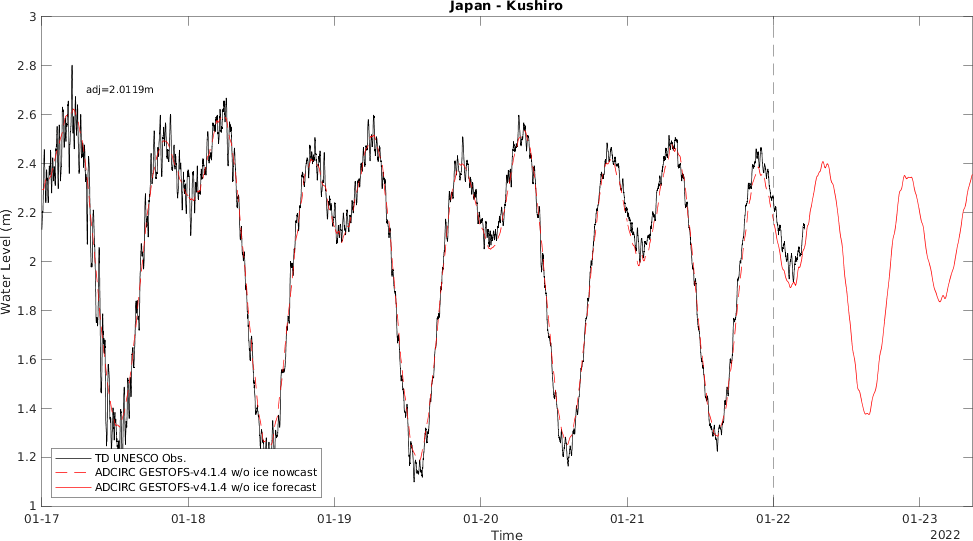 Japan - Kushiro
3
2.8
2.6
2.4
2.2
2
1.8
1.6
1.4
1.2
1
Water Level (m)
adj=2.0119m
TD UNESCO Obs.
ADCIRC GESTOFS-v4.1.4 w/o ice nowcast
ADCIRC GESTOFS-v4.1.4 w/o ice forecast
01-17 01-18 01-19 01-20 01-21 01-22 01-23
Time
2022